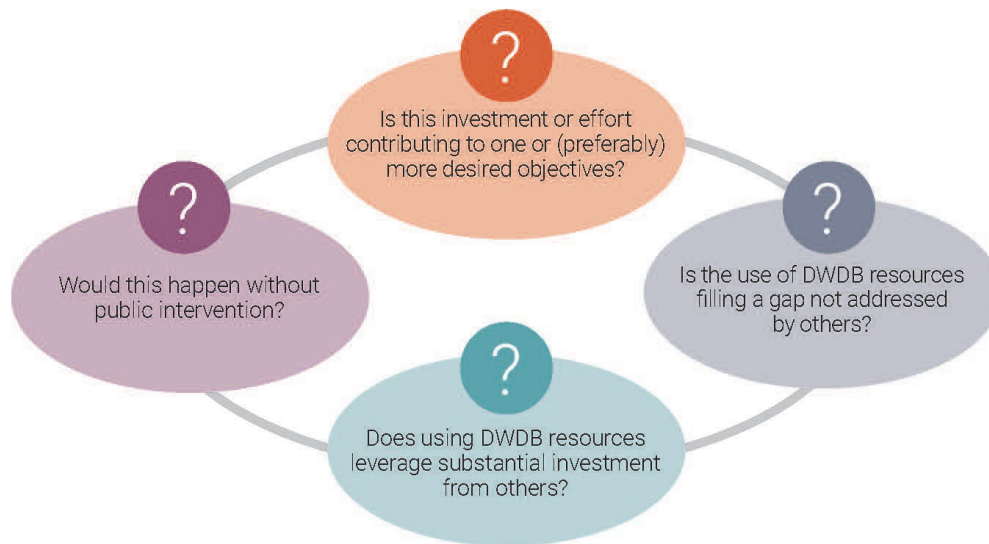 ?
Is this investment or effort
contributing to one or (preferably)
more desired objectives?
?
Would this happen without
public intervention?
?
Is the use of DWDB resources
filling a gap not addressed
by others?
?
Does using DWDB resources
leverage substantial investment
from others?